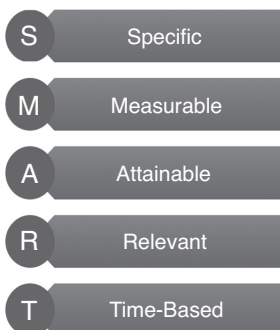 S Specific
M Measurable
A Attainable
R Relevant
T Time-Based